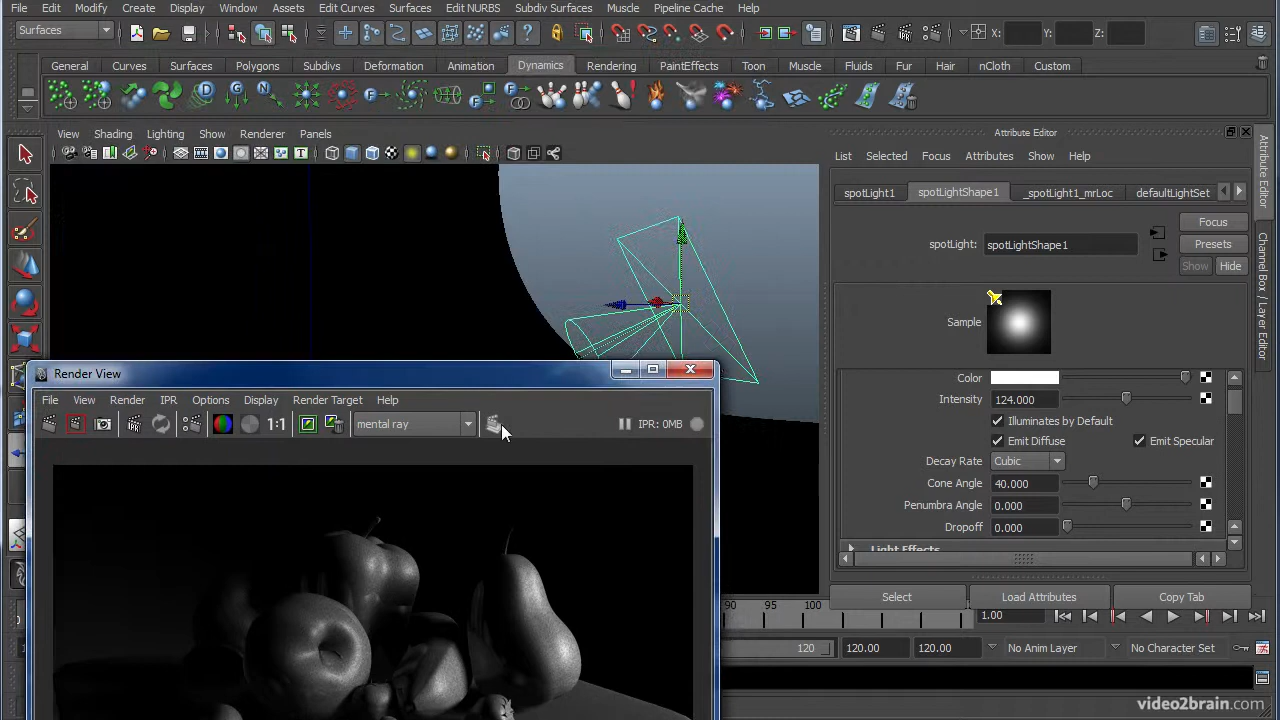 File Edit Modify Create Display Window Assets Edit Curves Surfaces Edit NURBS Subdiv Surfaces Muscle Pipeline Cache Help
Surfaces X: Y: Z:
General Curves Surfaces Polygons Subdivs Deformation Animation Dynamics Rendering PaintEffects Toon Muscle Fluids Fur Hair nCloth Custom
View Shading Lighting Show Renderer Panels
Attribute Editor
List Selected Focus Attributes Show Help
spotLight1 spotLightShape1 _spotLight1_mrLoc defaultLightSet
Focus
spotLight: spotLightShape1 Presets
Show Hide
Sample
Color
Intensity 124.000
Illuminates by Default
Emit Diffuse Emit Specular
Decay Rate Cubic
Cone Angle 40.000
Penumbra Angle 0.000
Dropoff 0.000
Light Effects
Select Load Attributes Copy Tab
Attribute Editor
Channel Box / Layer Editor
Render View
File View Render IPR Options Display Render Target Help
1:1 mental ray IPR: 0MB
90 95 100 1.00
120 120.00 120.00 No Anim Layer No Character Set
video2brain.com